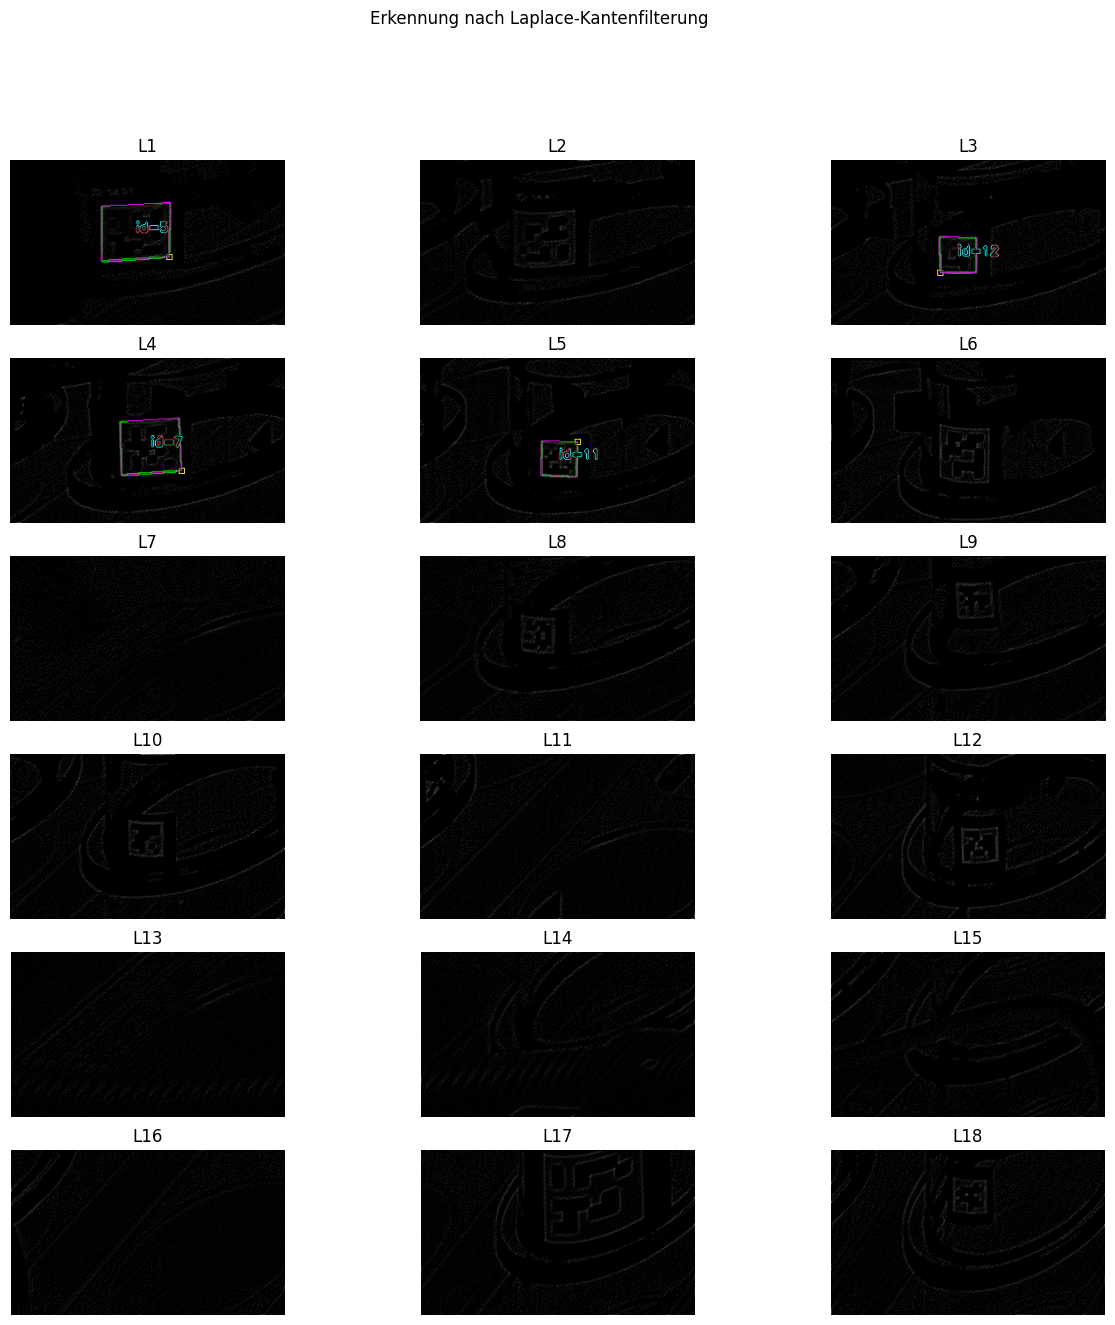 Erkennung nach Laplace-Kantenfilterung
L1
L2
L3
id=5
id=12
L4
L5
L6
id=7
id=11
L7
L8
L9
L10
L11
L12
L13
L14
L15
L16
L17
L18